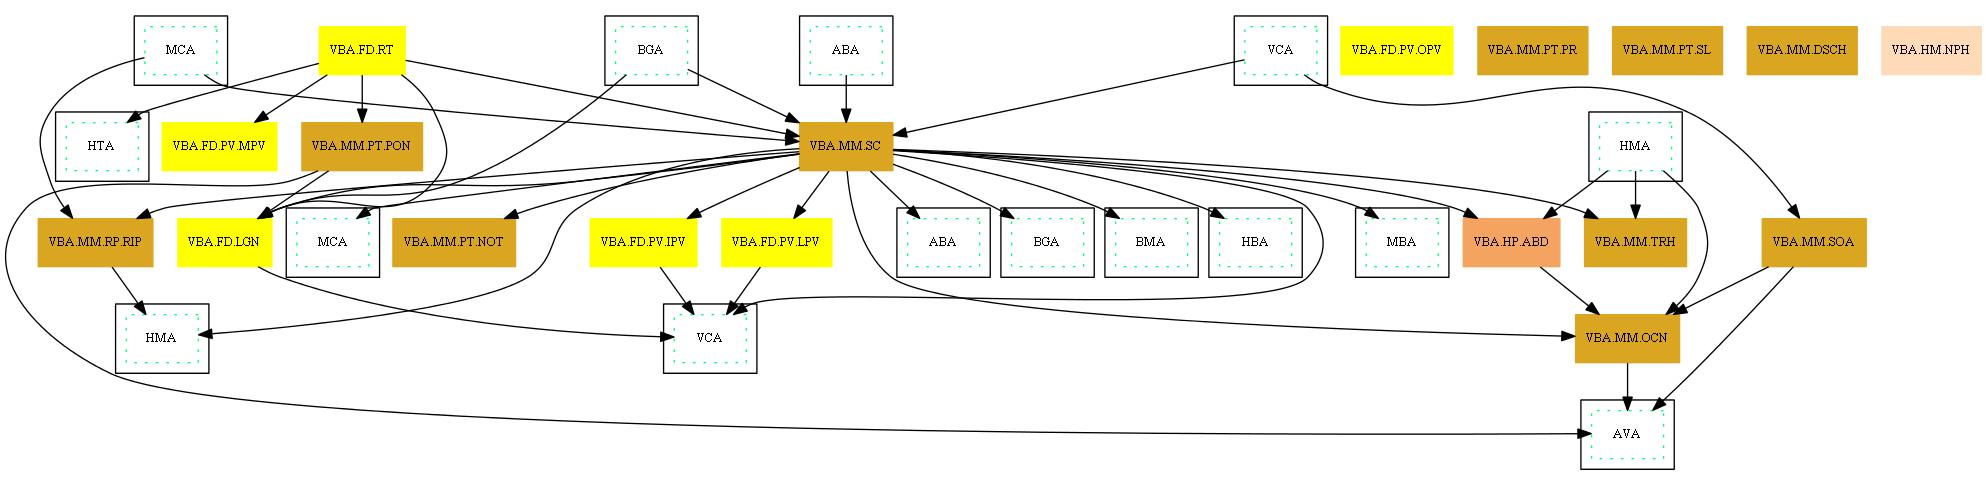 MCA
VBA.FD.RT
BGA
ABA
VCA
VBA.FD.PV.OPV
VBA.MM.PT.PR
VBA.MM.PT.SL
VBA.MM.DSCH
VBA.HM.NPH
HTA
VBA.FD.PV.MPV
VBA.MM.PT.PON
VBA.MM.SC
HMA
VBA.MM.RP.RIP
VBA.FD.LGN
MCA
VBA.MM.PT.NOT
VBA.FD.PV.IPV
VBA.FD.PV.LPV
ABA
BGA
BMA
HBA
MBA
VBA.HP.ABD
VBA.MM.TRH
VBA.MM.SOA
HMA
VCA
VBA.MM.OCN
AVA